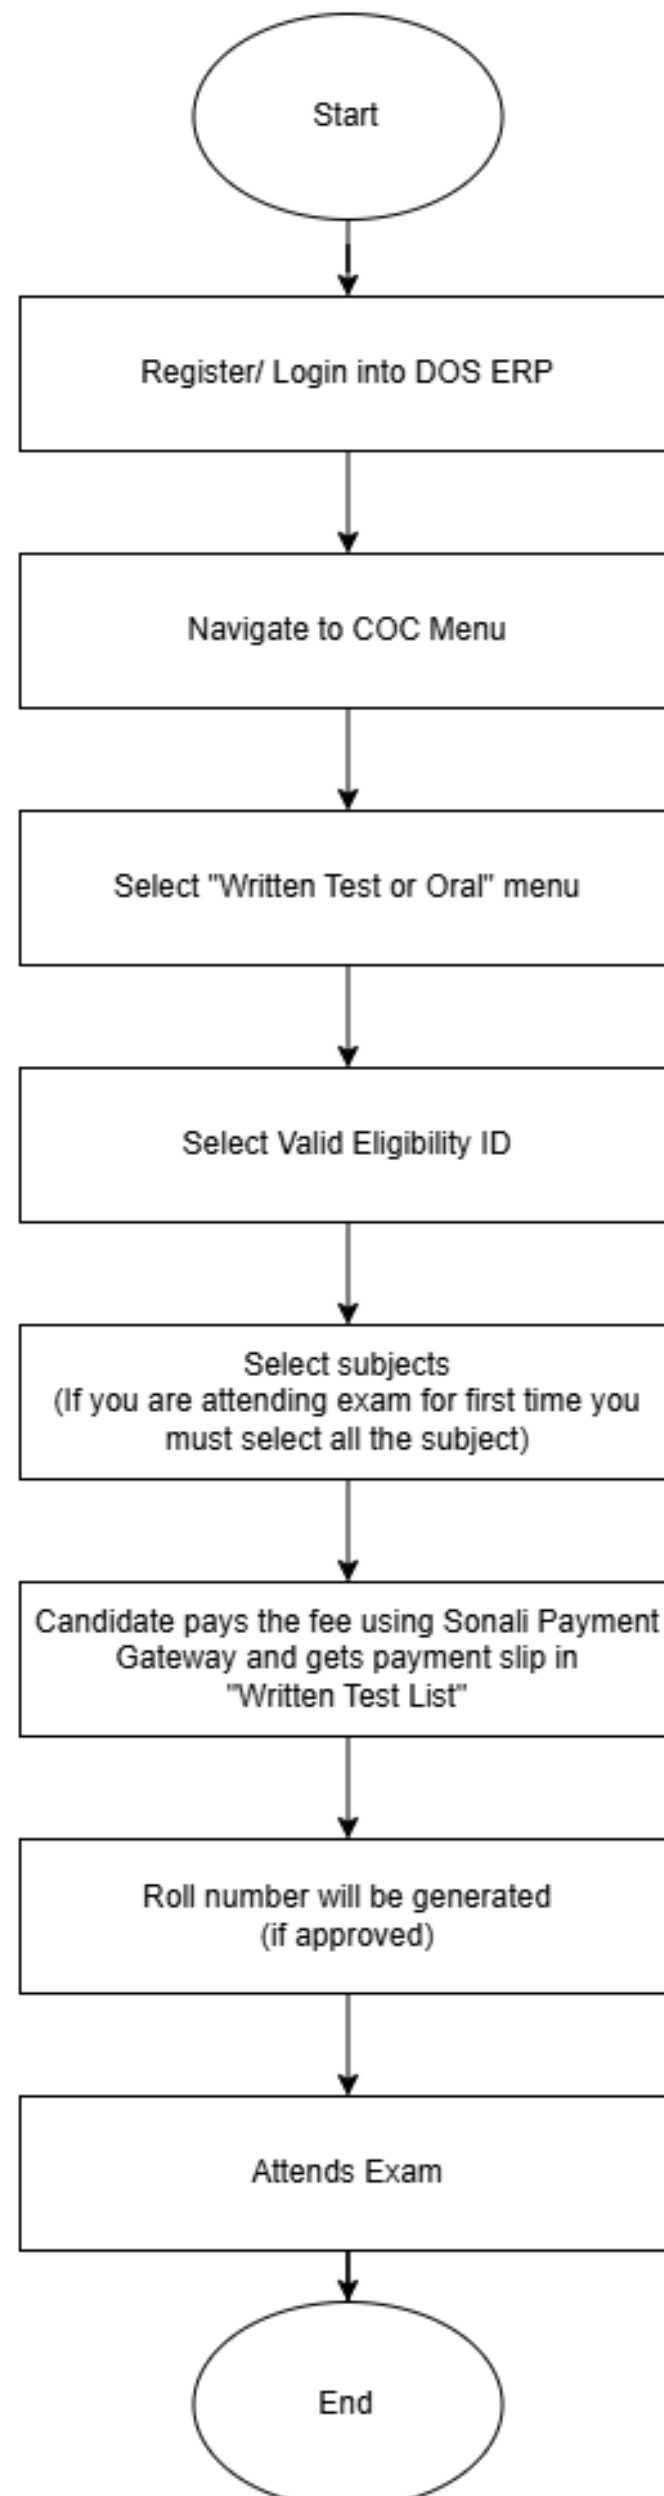 Start
Register/ Login into DOS ERP
Navigate to COC Menu
Select "Written Test or Oral" menu
Select Valid Eligibility ID
Select subjects
(If you are attending exam for first time you
must select all the subject)
Candidate pays the fee using Sonali Payment
Gateway and gets payment slip in
"Written Test List"
Roll number will be generated
(if approved)
Attends Exam
End